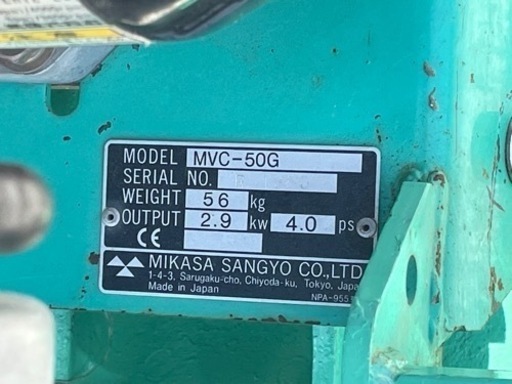 MODEL MVC-50G
SERIAL NO.
WEIGHT 56 kg
OUTPUT 2.9 kw 4.0 ps
CE
MIKASA SANGYO CO.,LTD
1-4-3, Sarugaku-cho, Chiyoda-ku, Tokyo, Japan
Made in Japan